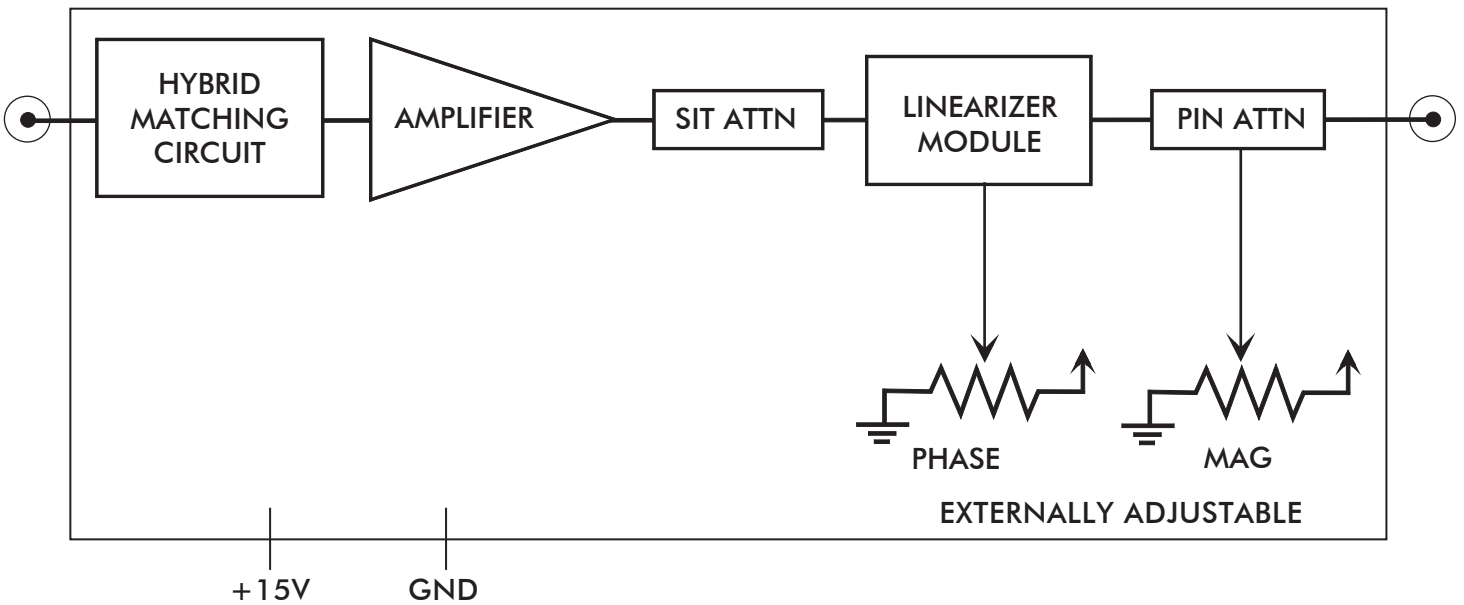 HYBRID
MATCHING
CIRCUIT
AMPLIFIER
SIT ATTN
LINEARIZER
MODULE
PIN ATTN
PHASE
MAG
EXTERNALLY ADJUSTABLE
+15V
GND